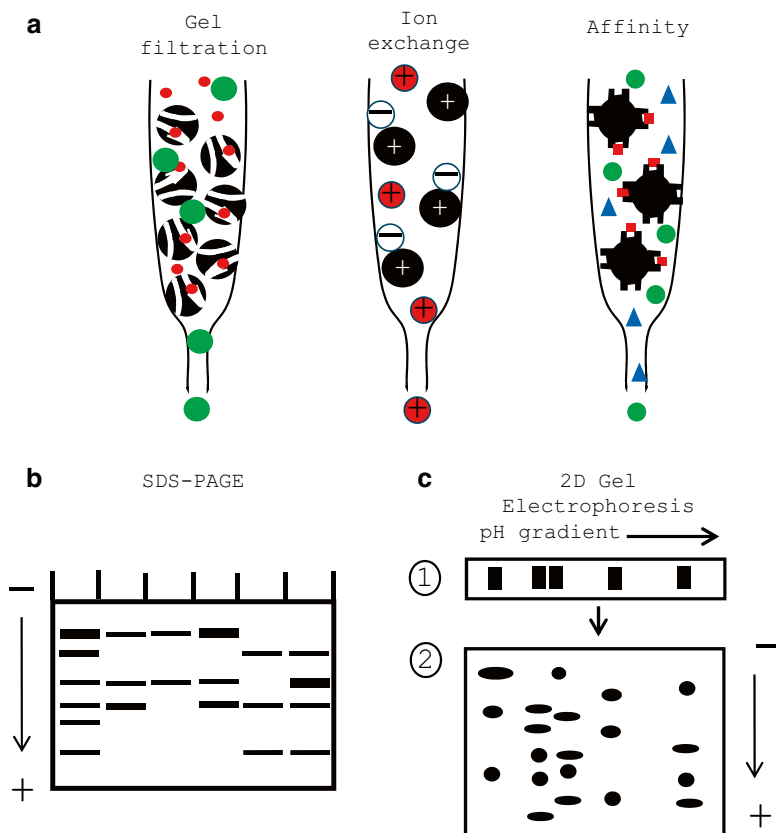 a
Gel
filtration
Ion
exchange
Affinity
+
+
−
+
−
+
+
−
+
+
+
b
SDS-PAGE
−
+
c
2D Gel
Electrophoresis
pH gradient
1
2
−
+